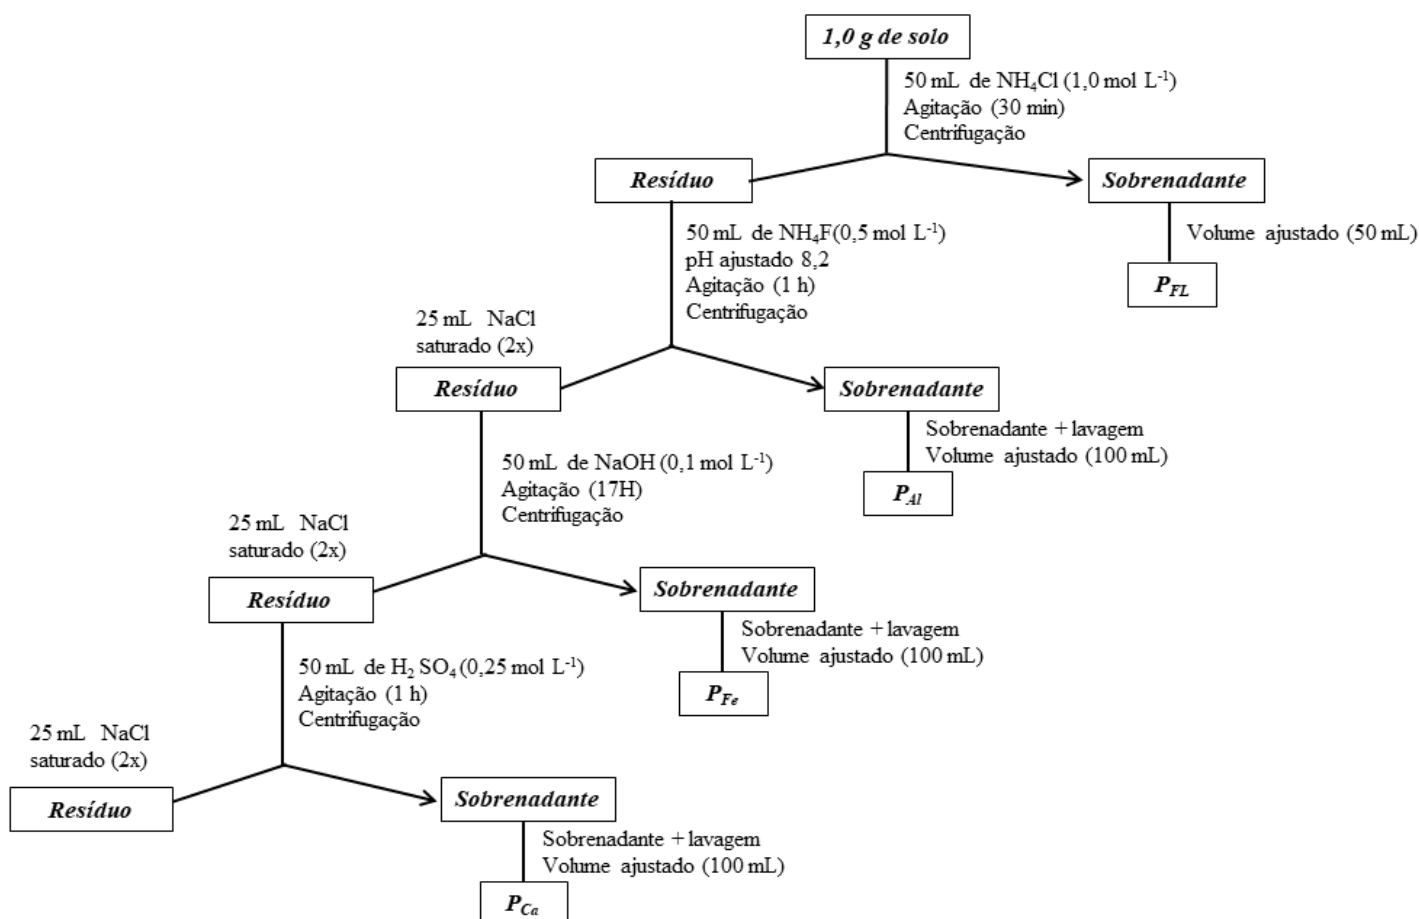 1,0 g de solo
50 mL de NH₄Cl (1,0 mol L⁻¹)
Agitação (30 min)
Centrifugação
Resíduo
Sobrenadante
50 mL de NH₄F(0,5 mol L⁻¹)
pH ajustado 8,2
Agitação (1 h)
Centrifugação
Volume ajustado (50 mL)
P_FL
25 mL NaCl
saturado (2x)
Resíduo
Sobrenadante
50 mL de NaOH (0,1 mol L⁻¹)
Agitação (17H)
Centrifugação
Sobrenadante + lavagem
Volume ajustado (100 mL)
P_Al
25 mL NaCl
saturado (2x)
Resíduo
Sobrenadante
50 mL de H₂ SO₄ (0,25 mol L⁻¹)
Agitação (1 h)
Centrifugação
Sobrenadante + lavagem
Volume ajustado (100 mL)
P_Fe
25 mL NaCl
saturado (2x)
Resíduo
Sobrenadante
Sobrenadante + lavagem
Volume ajustado (100 mL)
P_Ca